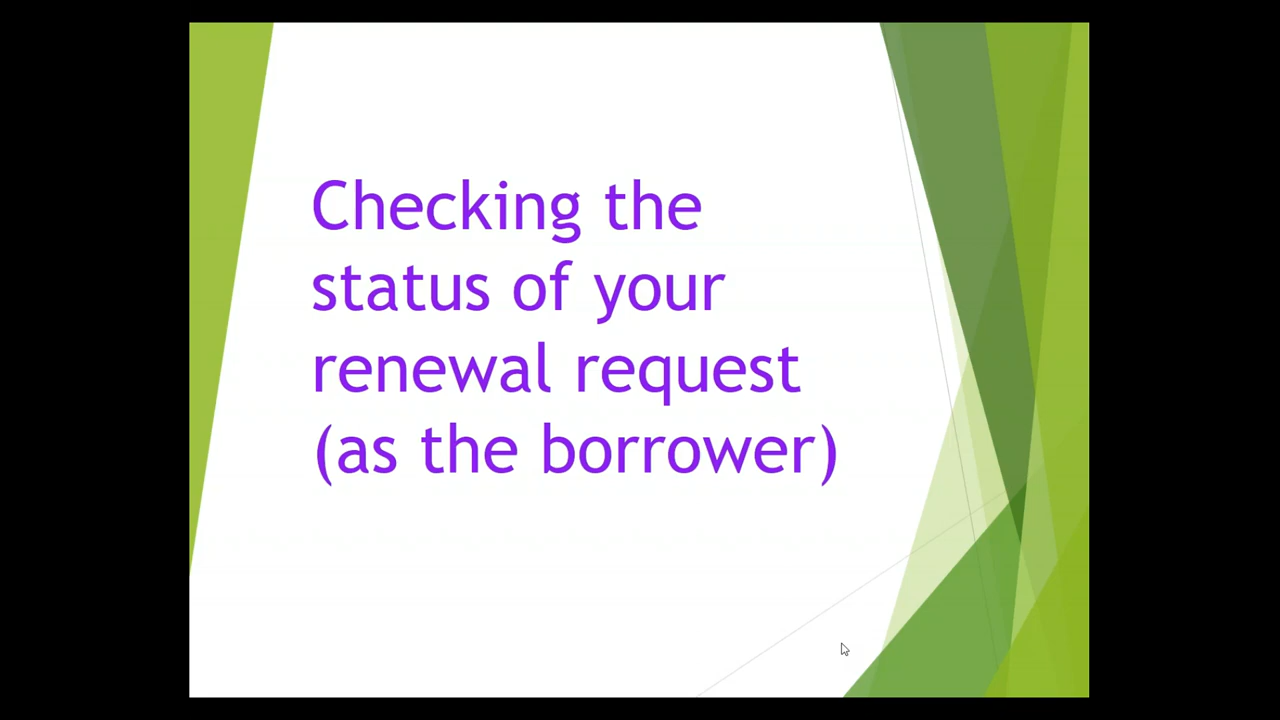 Checking the
status of your
renewal request
(as the borrower)